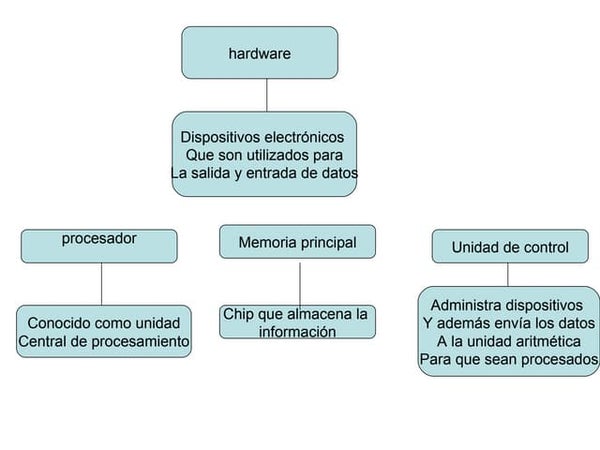 hardware
Dispositivos electrónicos
Que son utilizados para
La salida y entrada de datos
procesador
Memoria principal
Unidad de control
Conocido como unidad
Central de procesamiento
Chip que almacena la
información
Administra dispositivos
Y además envía los datos
A la unidad aritmética
Para que sean procesados